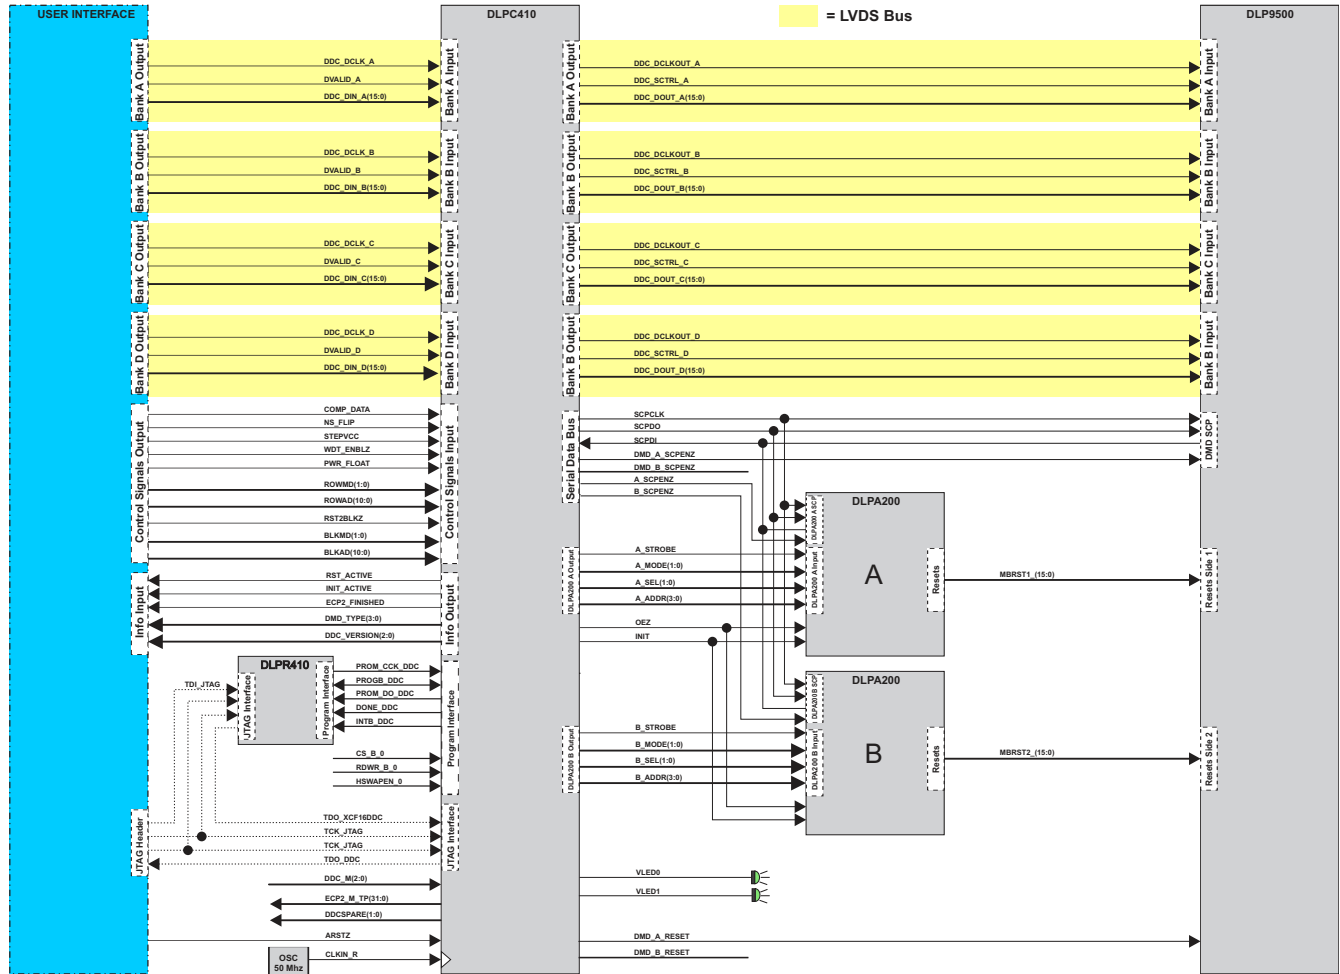 USER INTERFACE
DLPC410
= LVDS Bus
DLP9500
Bank A Output
DDC_DCLK_A
DVALID_A
DDC_DIN_A(15:0)
Bank A Input
Bank A Output
DDC_DCLKOUT_A
DDC_SCTRL_A
DDC_DOUT_A(15:0)
Bank A Input
Bank B Output
DDC_DCLK_B
DVALID_B
DDC_DIN_B(15:0)
Bank B Input
Bank B Output
DDC_DCLKOUT_B
DDC_SCTRL_B
DDC_DOUT_B(15:0)
Bank B Input
Bank C Output
DDC_DCLK_C
DVALID_C
DDC_DIN_C(15:0)
Bank C Input
Bank C Output
DDC_DCLKOUT_C
DDC_SCTRL_C
DDC_DOUT_C(15:0)
Bank B Input
Bank D Output
DDC_DCLK_D
DVALID_D
DDC_DIN_D(15:0)
Bank D Input
Bank B Output
DDC_DCLKOUT_D
DDC_SCTRL_D
DDC_DOUT_D(15:0)
Bank B Input
Control Signals Output
COMP_DATA
NS_FLIP
STEPVCC
WDT_ENBLZ
PWR_FLOAT
ROWMD(1:0)
ROWAD(10:0)
RST2BLKZ
BLKMD(1:0)
BLKAD(10:0)
Control Signals Input
Serial Data Bus
SCPCLK
SCPDO
SCPDI
DMD_A_SCPENZ
DMD_B_SCPENZ
A_SCPENZ
B_SCPENZ
DMD SCP
DLPA200
DLPA200 A SCP
DLPA200 A Output
A_STROBE
A_MODE(1:0)
A_SEL(1:0)
A_ADDR(3:0)
DLPA200 A Input
A
Resets
MBRST1_(15:0)
Resets Side 1
OEZ
INIT
Info Input
RST_ACTIVE
INIT_ACTIVE
ECP2_FINISHED
DMD_TYPE(3:0)
DDC_VERSION(2:0)
Info Output
DLPR410
TDI_JTAG
JTAG Interface
Program Interface
PROM_CCK_DDC
PROGB_DDC
PROM_DO_DDC
DONE_DDC
INTB_DDC
CS_B_0
RDWR_B_0
HSWAPEN_0
Program Interface
DLPA200
DLPA200B SCP
DLPA200 B Output
B_STROBE
B_MODE(1:0)
B_SEL(1:0)
B_ADDR(3:0)
DLPA200 B Input
B
Resets
MBRST2_(15:0)
Resets Side 2
JTAG Header
TDO_XCF16DDC
TCK_JTAG
TCK_JTAG
TDO_DDC
JTAG Interface
VLED0
VLED1
DDC_M(2:0)
ECP2_M_TP(31:0)
DDCSPARE(1:0)
ARSTZ
OSC
50 Mhz
CLKIN_R
DMD_A_RESET
DMD_B_RESET